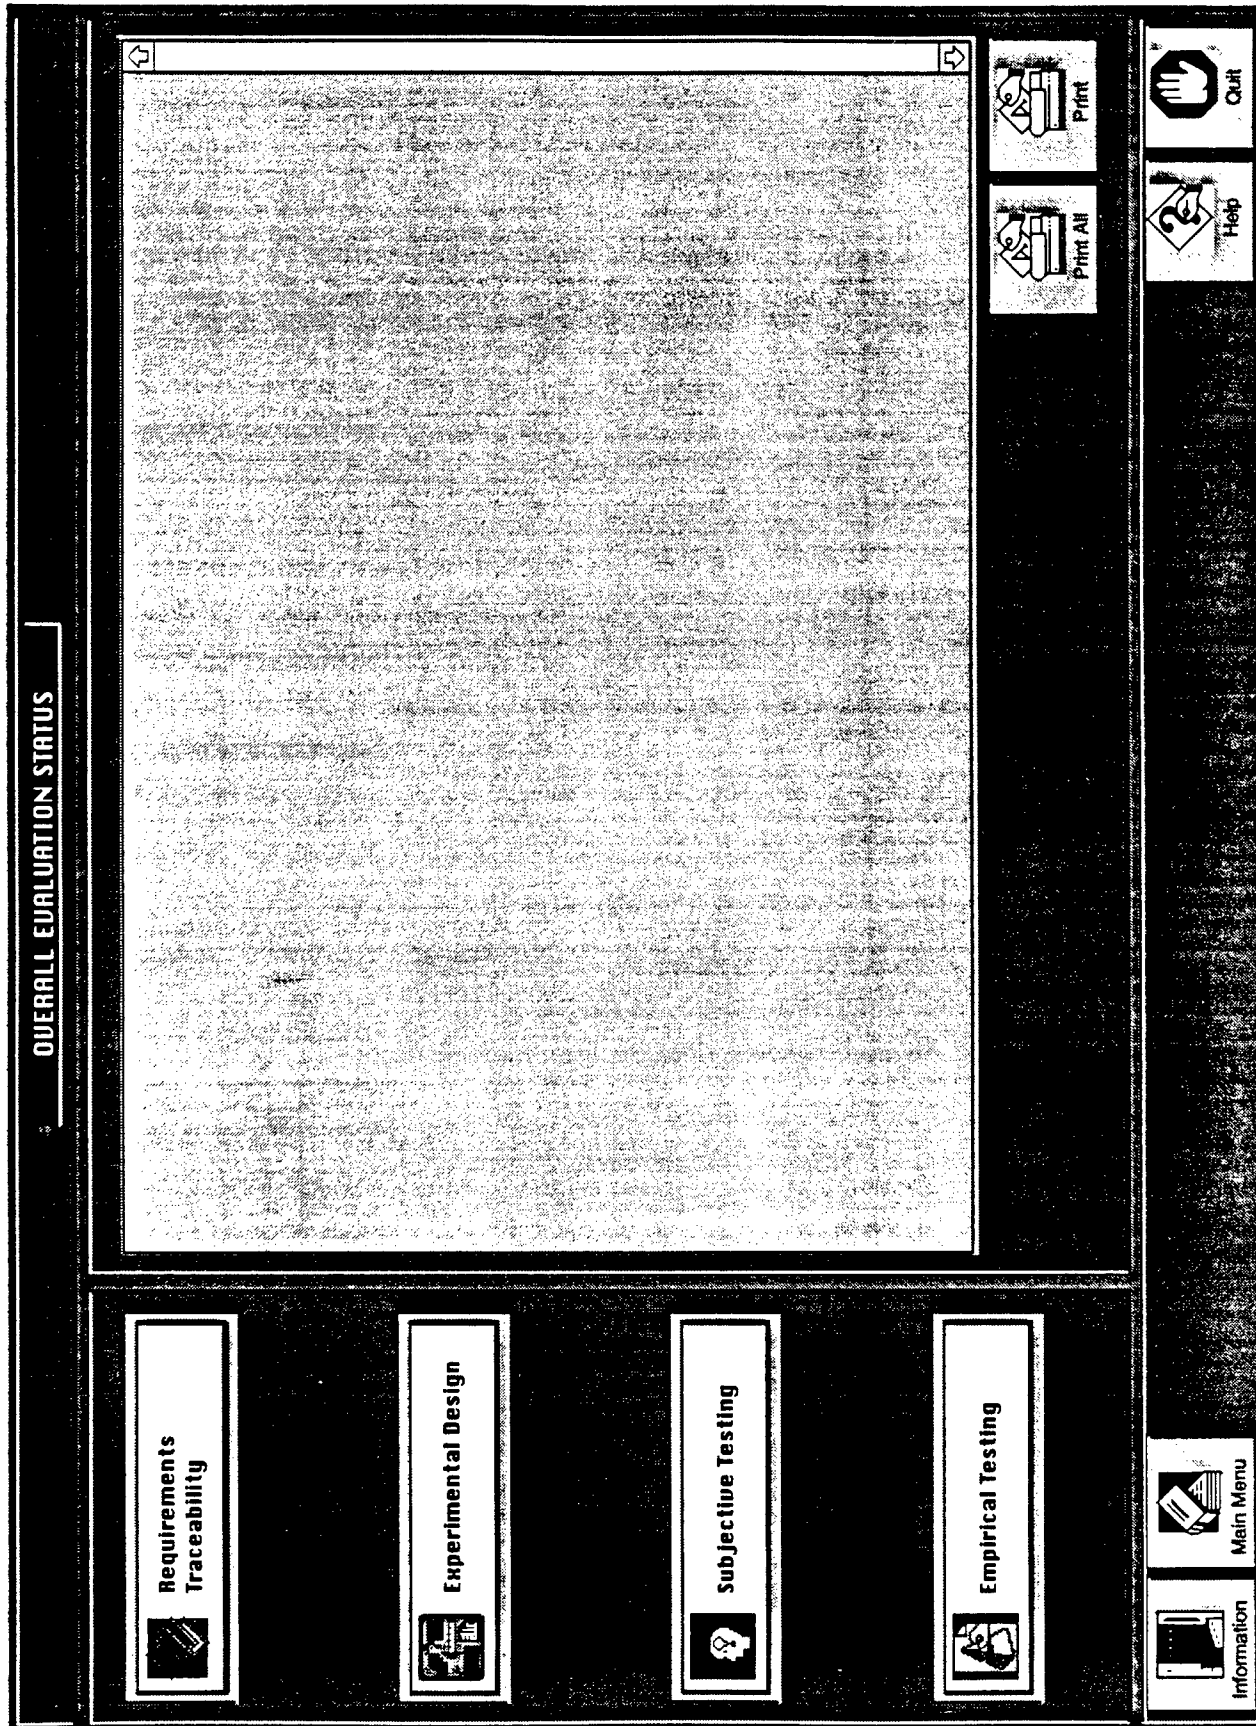 OVERALL EVALUATION STATUS
Requirements
Traceability
Experimental Design
Subjective Testing
Empirical Testing
Print All
Print
Information
Main Menu
Help
Quit